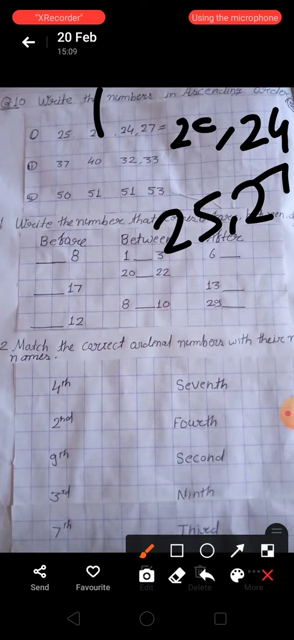 "XRecorder"
Using the microphone
20 Feb
15:09
Q10 Write the numbers in Ascending order
25 2 , 24, 27 =
20, 24
37 40 32, 33
25, 27
50 51 51 53
Write the number that
Before Between After
8 1 3 6
20 22
17 13
8 10 29
12
2. Match the correct ordinal numbers with their
names.
4th Seventh
2nd Fourth
9th Second
3rd Ninth
7th Third
Send Favourite Edit Delete More